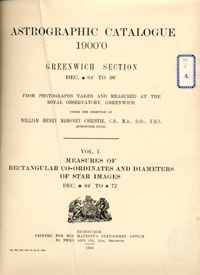 ASTROGRAPHIC CATALOGUE
1900·0
GREENWICH SECTION
DEC. + 64° TO 90°
FROM PHOTOGRAPHS TAKEN AND MEASURED AT THE
ROYAL OBSERVATORY, GREENWICH
UNDER THE DIRECTION OF
WILLIAM HENRY MAHONEY CHRISTIE, C.B., M.A., D.Sc., F.R.S.
ASTRONOMER ROYAL
VOL. I.
MEASURES OF
RECTANGULAR CO-ORDINATES AND DIAMETERS
OF STAR IMAGES
DEC. + 64° TO + 72°
EDINBURGH
PRINTED FOR HIS MAJESTY'S STATIONERY OFFICE
By NEILL AND CO., Ltd.
1904